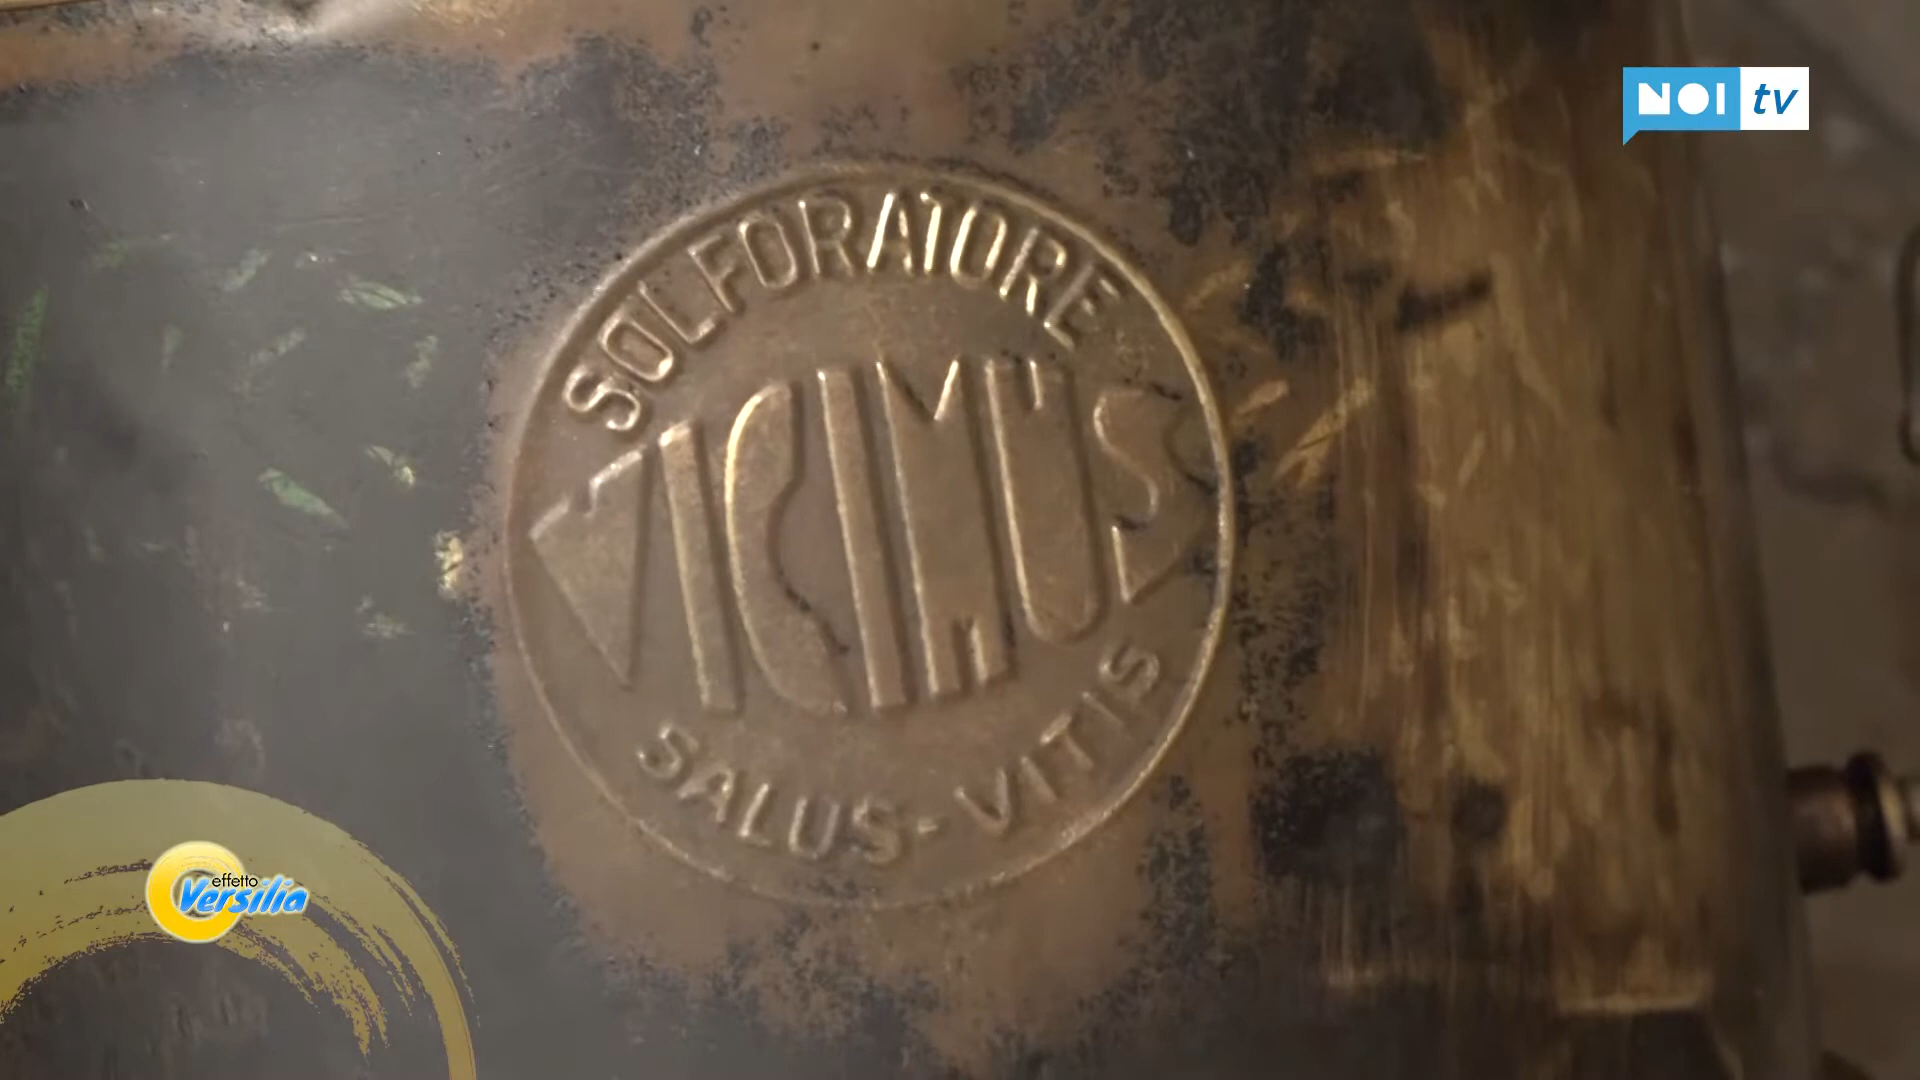 NOI tv
SOLFORATORE
VICIMUS
SALUS-VITIS
effetto
Versilia